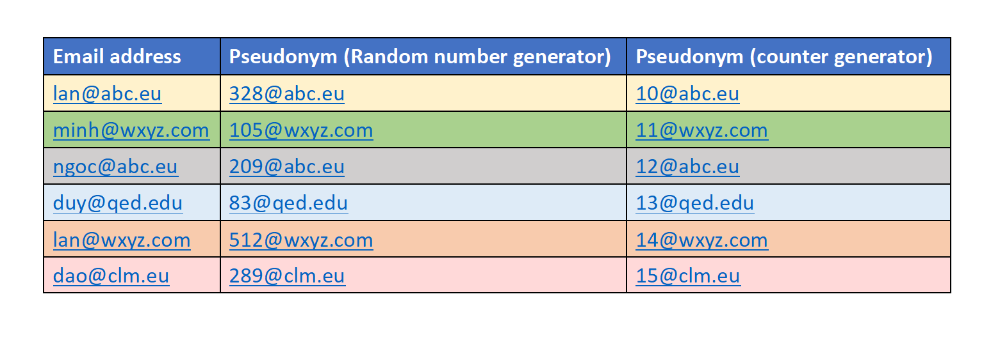 Email address Pseudonym (Random number generator) Pseudonym (counter generator)
lan@abc.eu 328@abc.eu 10@abc.eu
minh@wxyz.com 105@wxyz.com 11@wxyz.com
ngoc@abc.eu 209@abc.eu 12@abc.eu
duy@qed.edu 83@qed.edu 13@qed.edu
lan@wxyz.com 512@wxyz.com 14@wxyz.com
dao@clm.eu 289@clm.eu 15@clm.eu